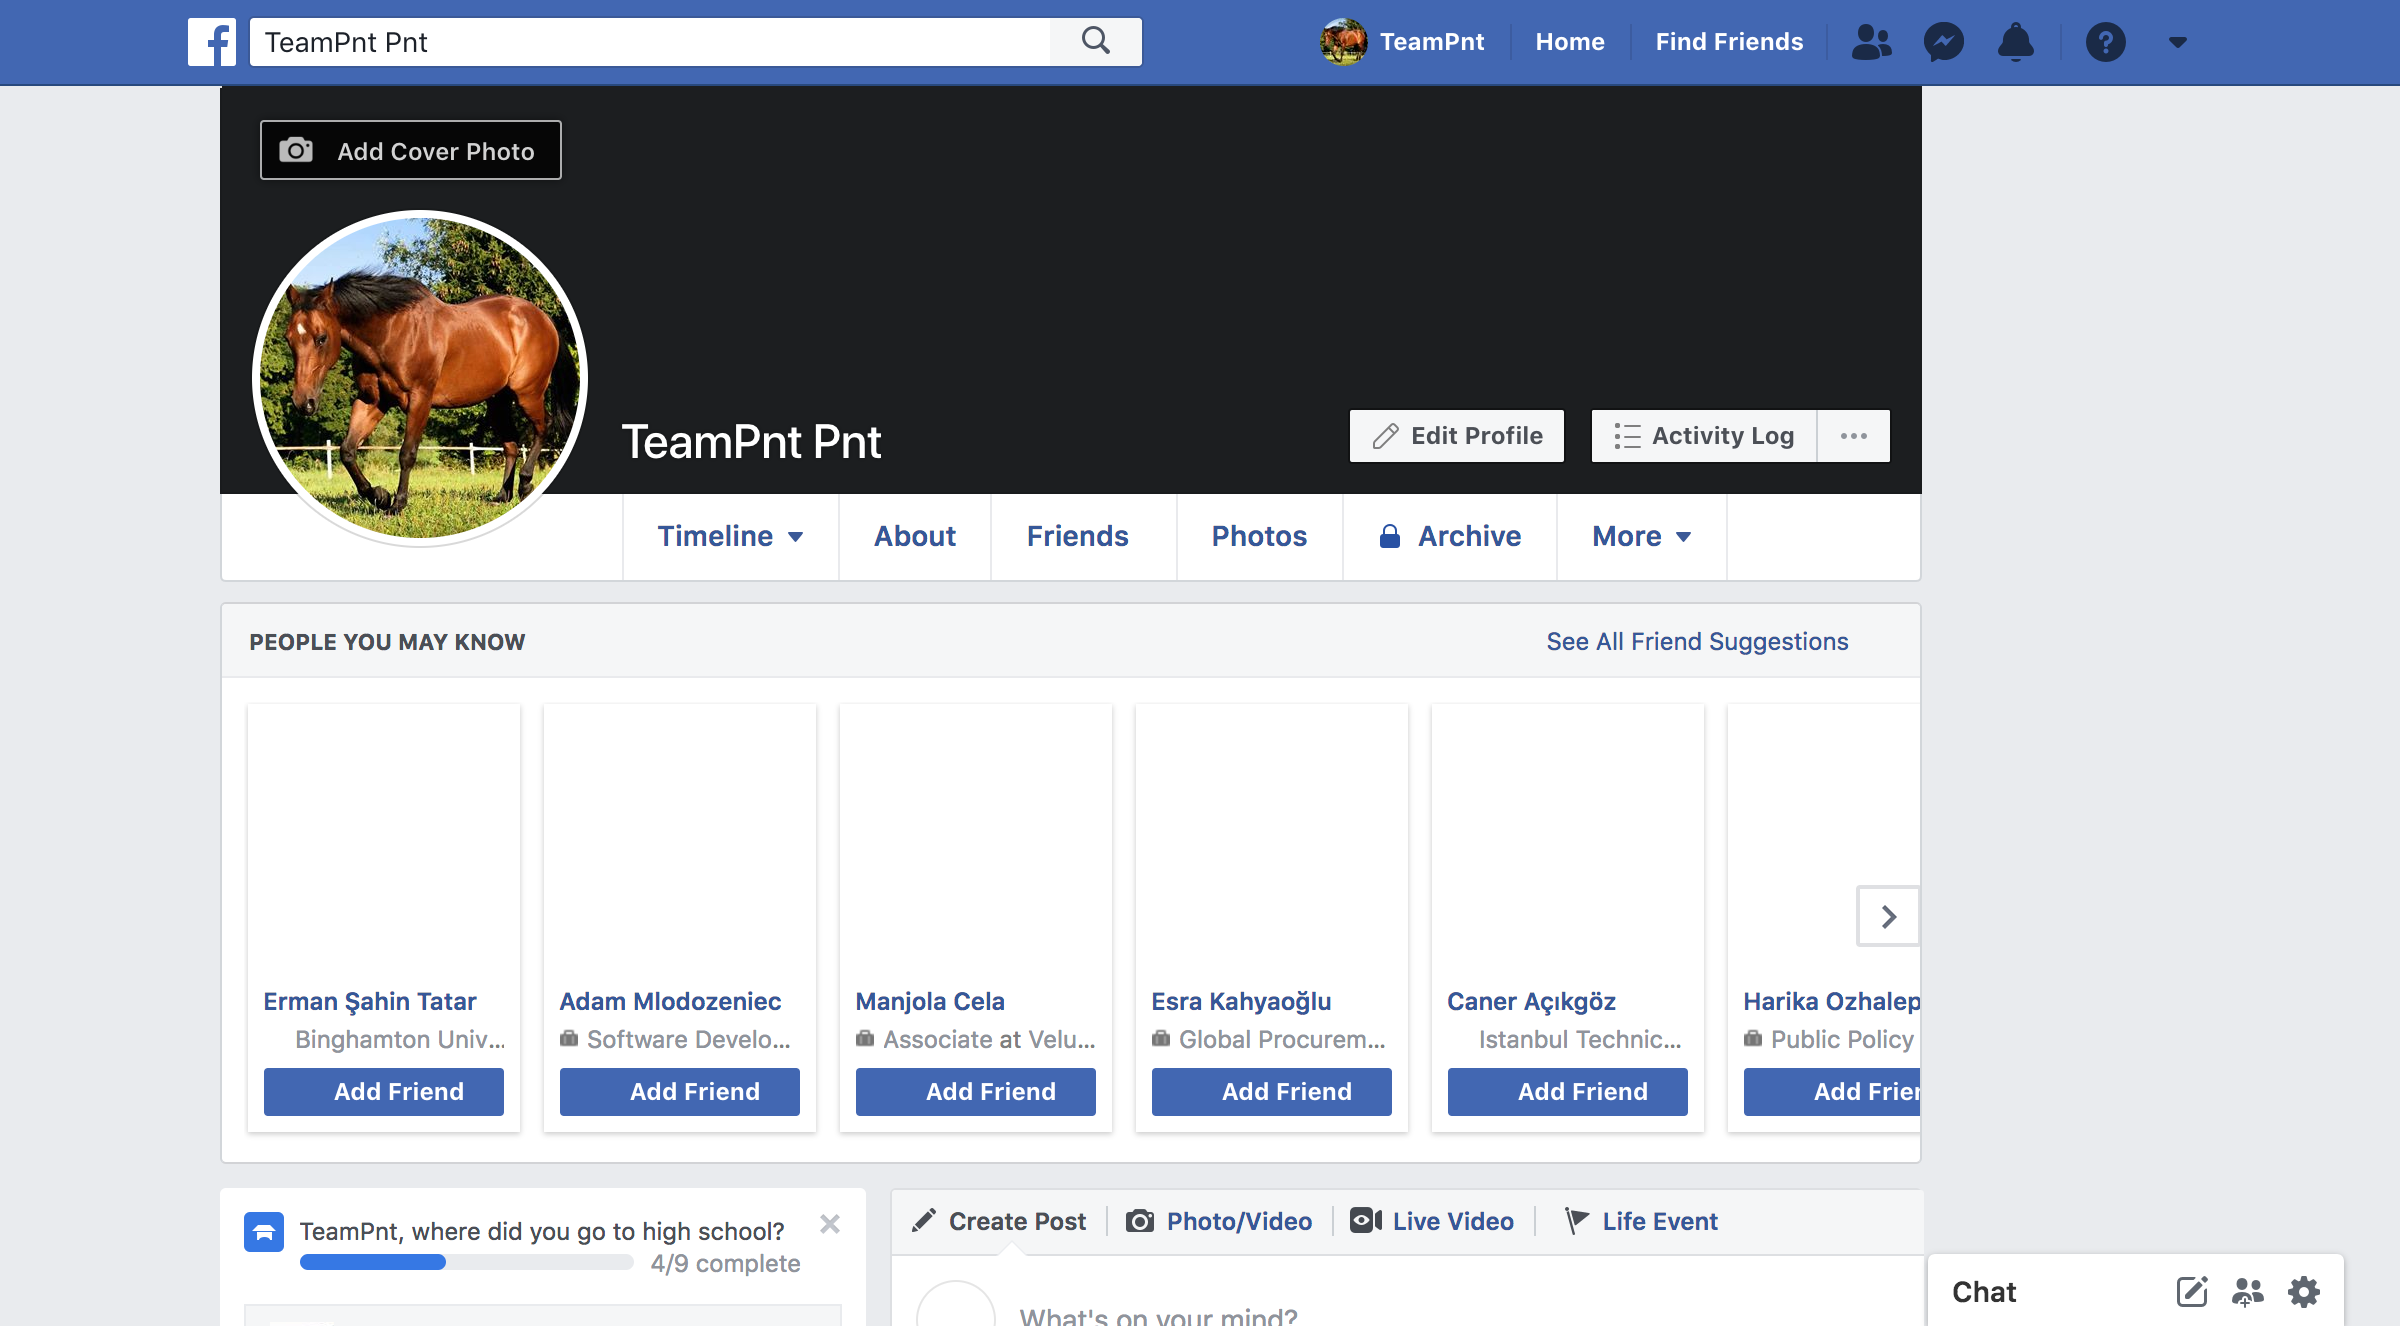 TeamPnt Pnt
TeamPnt
Home
Find Friends
Add Cover Photo
TeamPnt Pnt
Edit Profile
Activity Log
Timeline
About
Friends
Photos
Archive
More
PEOPLE YOU MAY KNOW
See All Friend Suggestions
Erman Şahin Tatar
Binghamton Univ...
Add Friend
Adam Mlodozeniec
Software Develo...
Add Friend
Manjola Cela
Associate at Velu...
Add Friend
Esra Kahyaoğlu
Global Procurem...
Add Friend
Caner Açıkgöz
Istanbul Technic...
Add Friend
Harika Ozhalep
Public Policy
Add Frier
TeamPnt, where did you go to high school?
4/9 complete
Create Post
Photo/Video
Live Video
Life Event
What's on your mind?
Chat